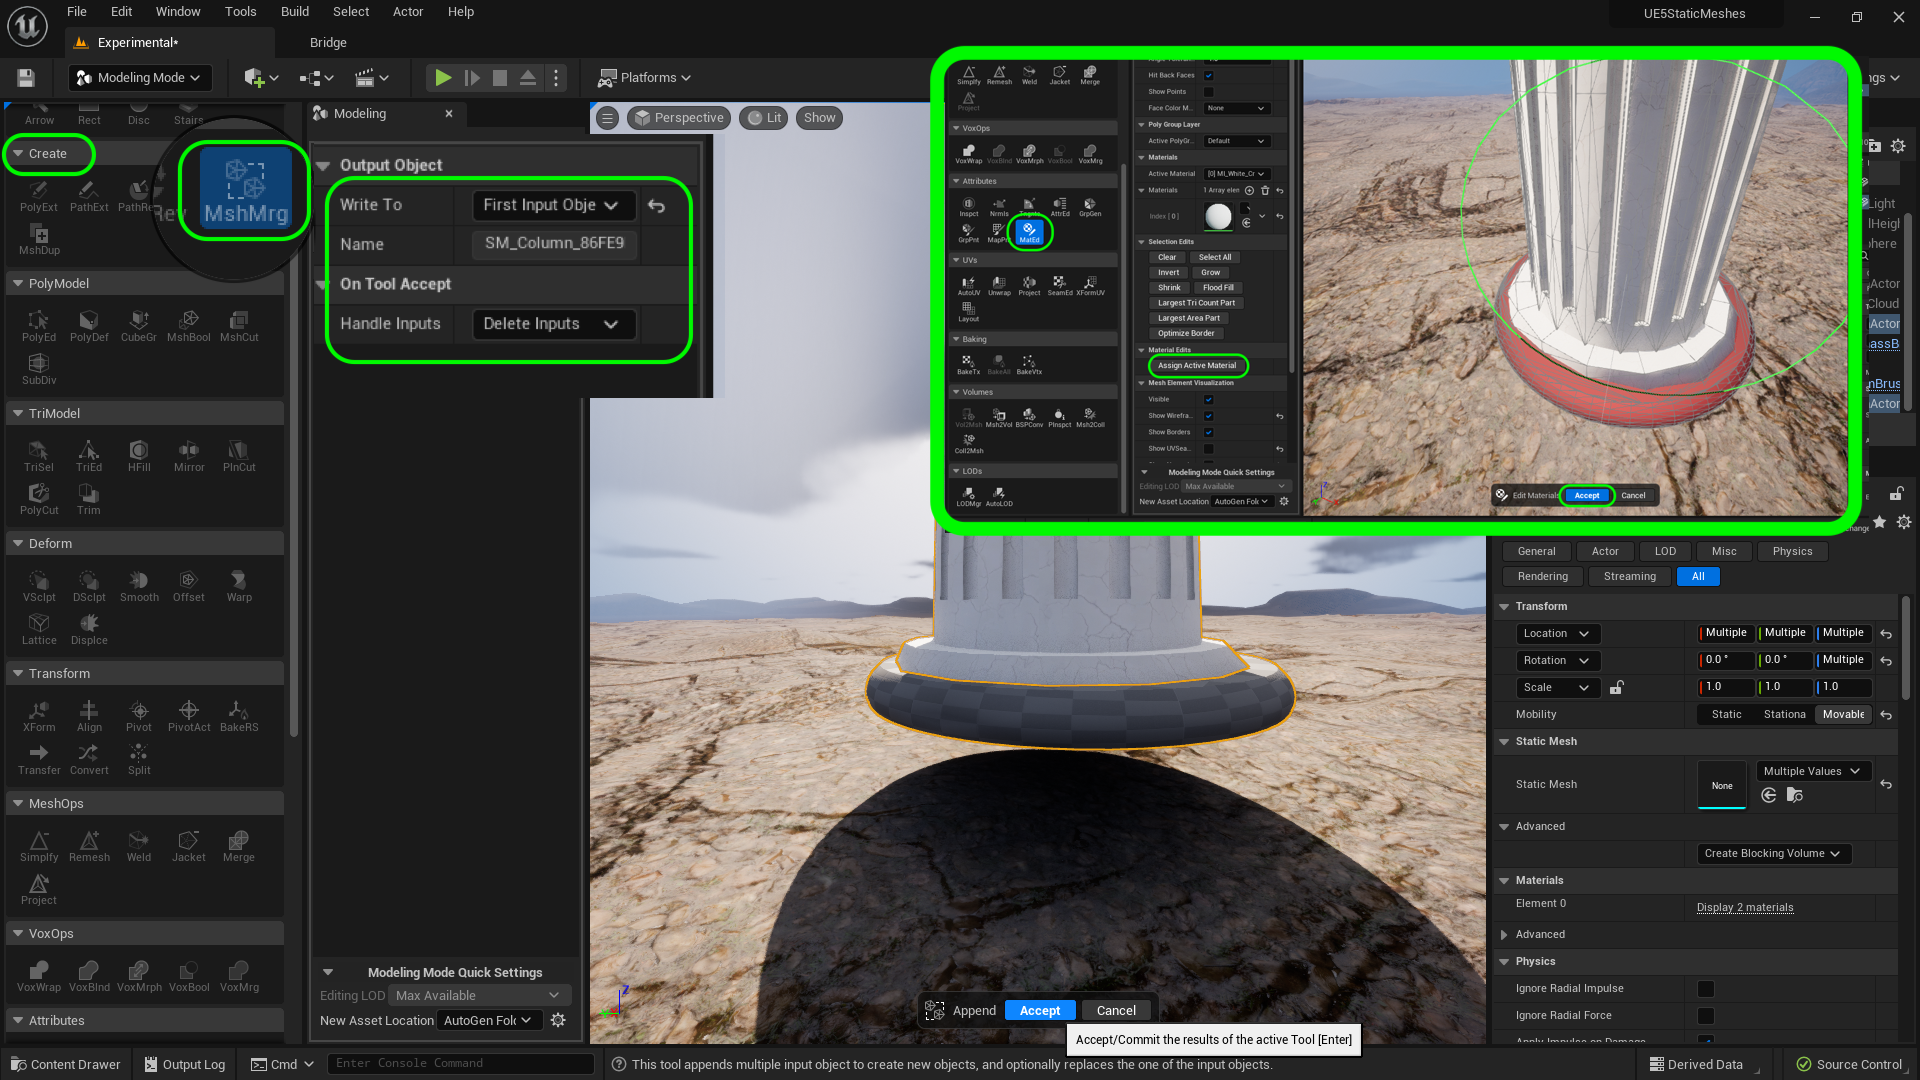 File Edit Window Tools Build Select Actor Help
UE5StaticMeshes
Experimental*
Bridge
Modeling Mode
Platforms
Arrow Rect Disc Stairs
Create
PolyExt PathExt PathRe
MshMrg
MshDup
PolyModel
PolyEd PolyDef CubeGr MshBool MshCut
SubDiv
TriModel
TriSel TriEd HFill Mirror PlnCut
PolyCut Trim
Deform
VSclpt DSclpt Smooth Offset Warp
Lattice Displce
Transform
XForm Align Pivot PivotAct BakeRS
Transfer Convert Split
MeshOps
Simplfy Remesh Weld Jacket Merge
Project
VoxOps
VoxWrap VoxBlnd VoxMrph VoxBool VoxMrg
Attributes
Modeling
Output Object
Write To First Input Obje
Name SM_Column_86FE9
On Tool Accept
Handle Inputs Delete Inputs
Modeling Mode Quick Settings
Editing LOD Max Available
New Asset Location AutoGen Fol
Perspective Lit Show
Simplfy Remesh Weld Jacket Merge
Project
VoxOps
VoxWrap VoxBlnd VoxMrph VoxBool VoxMrg
Attributes
Inspct Nrmls Tngnts AttrEd GrpGen
GrpPnt MapPn MatEd
UVs
AutoUV Unwrap Project SeamEd XFormUV
Layout
Baking
BakeTx BakeAll BakeVtx
Volumes
Vol2Msh Msh2Vol BSPConv PInspct Msh2Coll
Coll2Msh
LODs
LODMgr AutoLOD
Hit Back Faces
Show Points
Face Color M... None
Poly Group Layer
Active PolyGr... Default
Materials
Active Material [0] MI_White_Cr
Materials 1 Array elen
Index [ 0 ]
Selection Edits
Clear Select All
Invert Grow
Shrink Flood Fill
Largest Tri Count Part
Largest Area Part
Optimize Border
Material Edits
Assign Active Material
Mesh Element Visualization
Visible
Show Wirefra...
Show Borders
Show UVSea...
Modeling Mode Quick Settings
Editing LOD Max Available
New Asset Location AutoGen Fol
Edit Materials Accept Cancel
ngs
Light
lHeigl
phere
Actor
Cloud
Actor
assB
nBrus
Actor
General Actor LOD Misc Physics
Rendering Streaming All
Transform
Location Multiple Multiple Multiple
Rotation 0.0 ° 0.0 ° Multiple
Scale 1.0 1.0 1.0
Mobility Static Stationa Movable
Static Mesh
Static Mesh None Multiple Values
Advanced
Create Blocking Volume
Materials
Element 0 Display 2 materials
Advanced
Physics
Ignore Radial Impulse
Ignore Radial Force
Apply Impulse on Damage
Z
Append Accept Cancel
Accept/Commit the results of the active Tool [Enter]
Content Drawer Output Log Cmd Enter Console Command
This tool appends multiple input object to create new objects, and optionally replaces the one of the input objects.
Derived Data Source Control